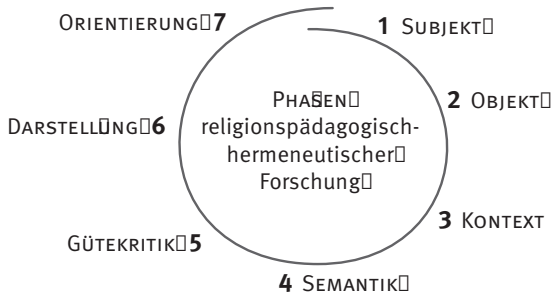 ORIENTIERUNG 7
1 SUBJEKT
PHASEN
2 OBJEKT
religionspädagogisch-
DARSTELLUNG 6
hermeneutischer
Forschung
3 KONTEXT
GÜTEKRITIK 5
4 SEMANTIK